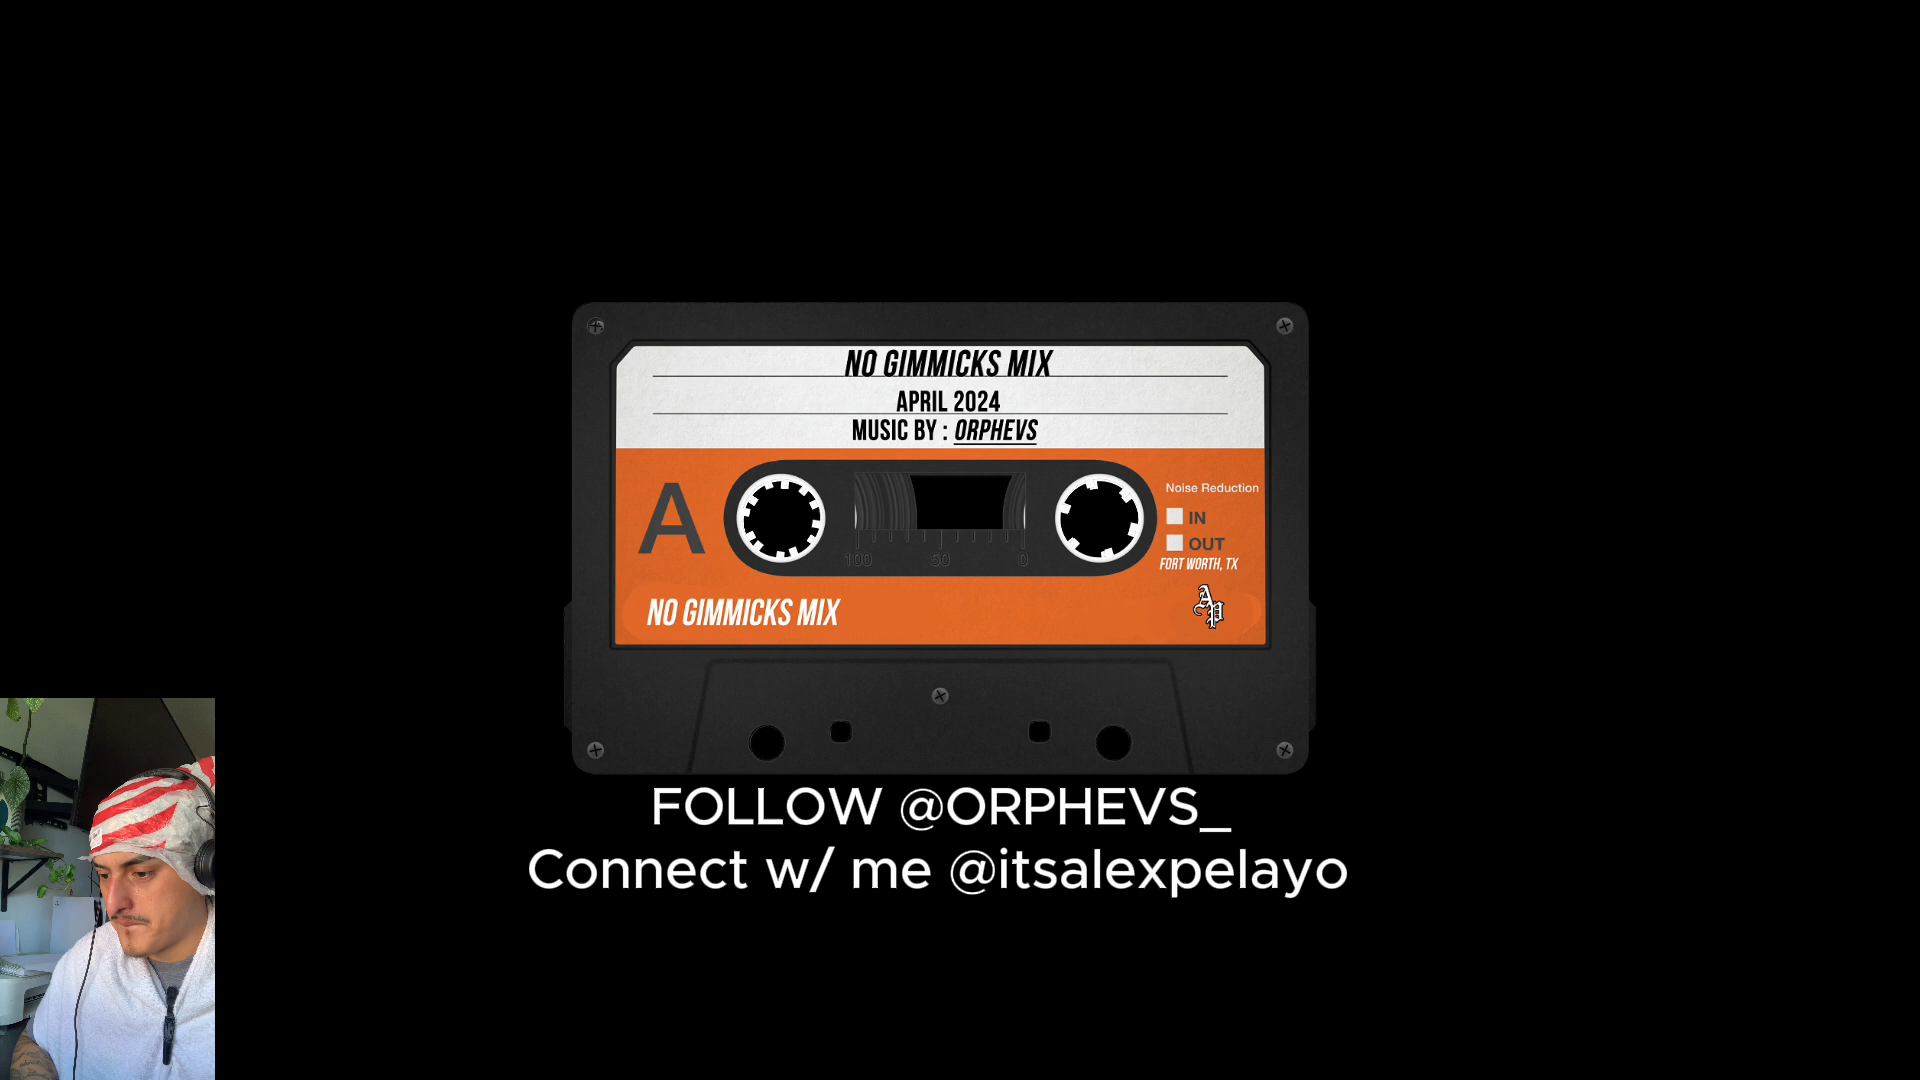 NO GIMMICKS MIX
APRIL 2024
MUSIC BY : ORPHEVS
A
Noise Reduction
IN
OUT
FORT WORTH, TX
100 50 0
NO GIMMICKS MIX
AP
FOLLOW @ORPHEVS_
Connect w/ me @itsalexpelayo